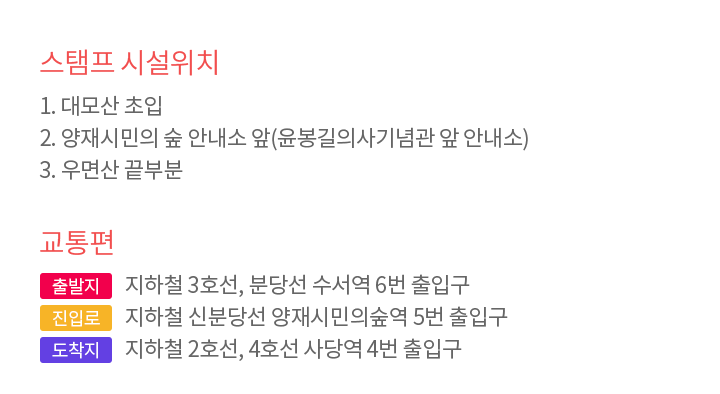 스탬프 시설위치
1. 대모산 초입
2. 양재시민의 숲 안내소 앞(윤봉길의사기념관 앞 안내소)
3. 우면산 끝부분
교통편
출발지 지하철 3호선, 분당선 수서역 6번 출입구
진입로 지하철 신분당선 양재시민의숲역 5번 출입구
도착지 지하철 2호선, 4호선 사당역 4번 출입구